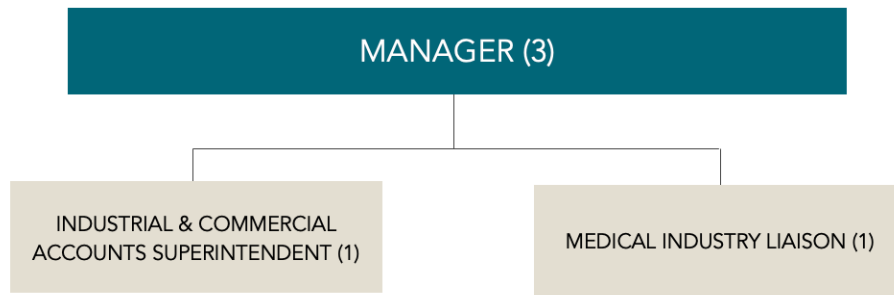 MANAGER (3)
INDUSTRIAL & COMMERCIAL
ACCOUNTS SUPERINTENDENT (1)
MEDICAL INDUSTRY LIAISON (1)